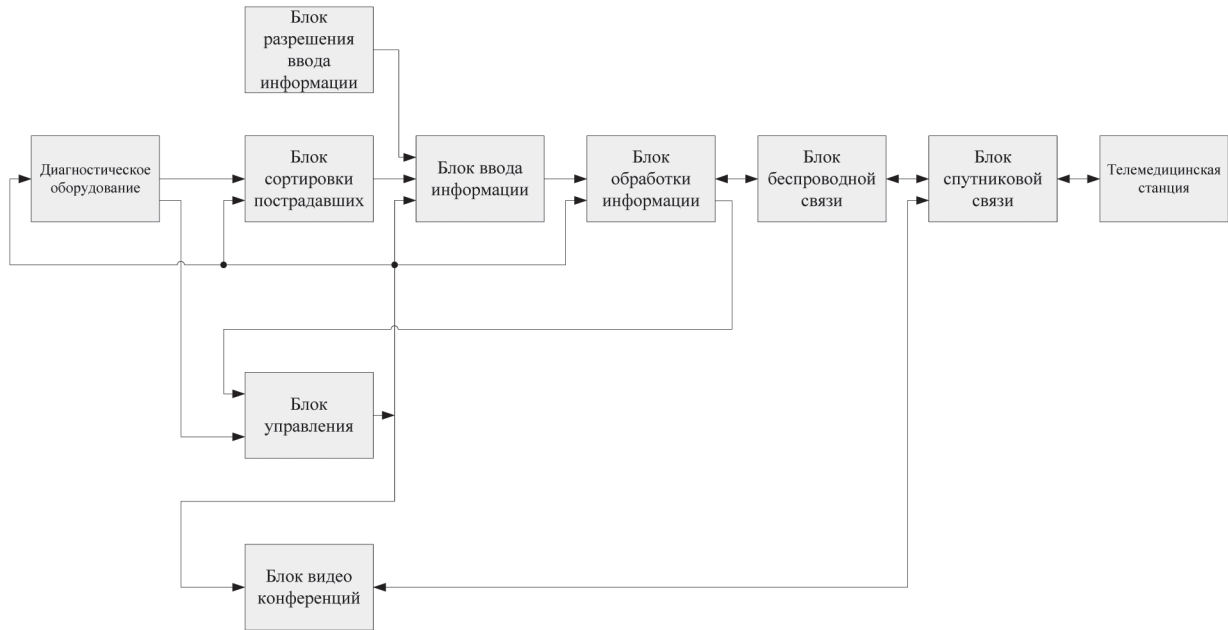 Блок
разрешения
ввода
информации
Диагностическое
оборудование
Блок
сортировки
пострадавших
Блок ввода
информации
Блок
обработки
информации
Блок
беспроводной
связи
Блок
спутниковой
связи
Телемедицинская
станция
Блок
управления
Блок видео
конференций